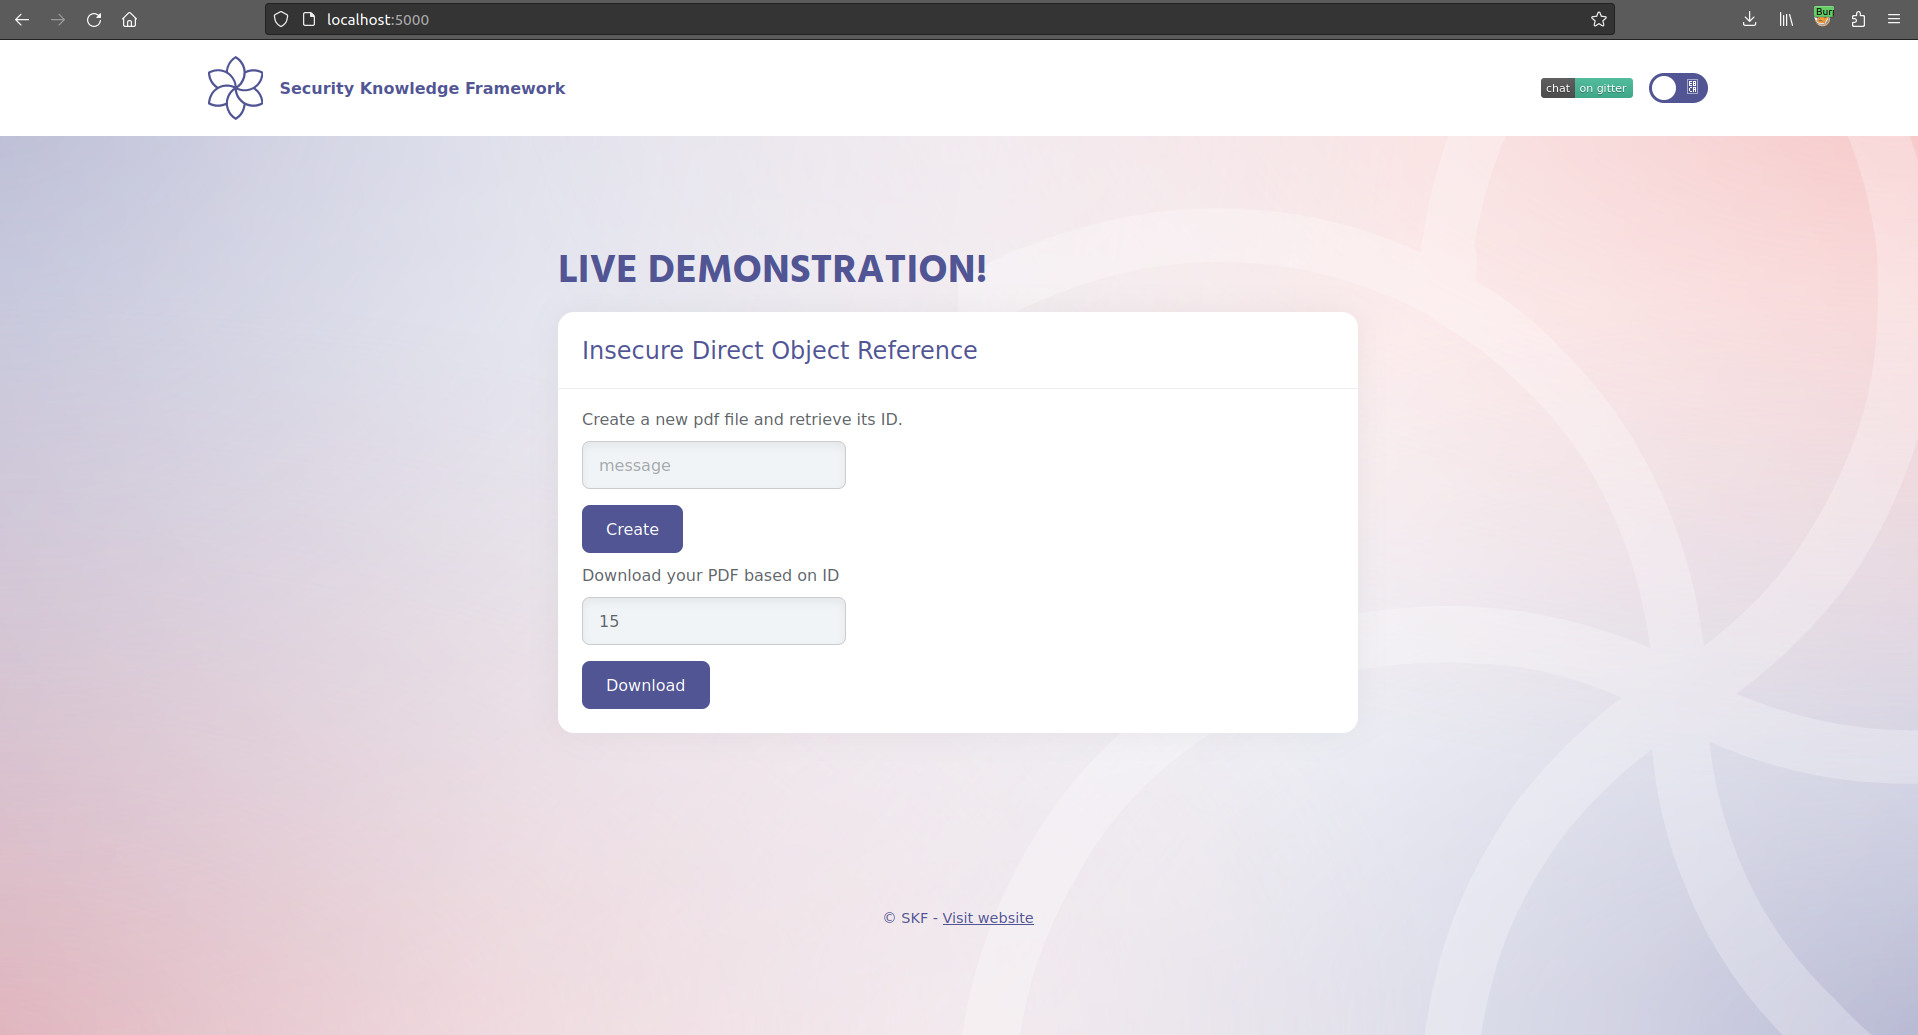 localhost:5000
Security Knowledge Framework
chat on gitter
LIVE DEMONSTRATION!
Insecure Direct Object Reference
Create a new pdf file and retrieve its ID.
message
Create
Download your PDF based on ID
15
Download
© SKF - Visit website